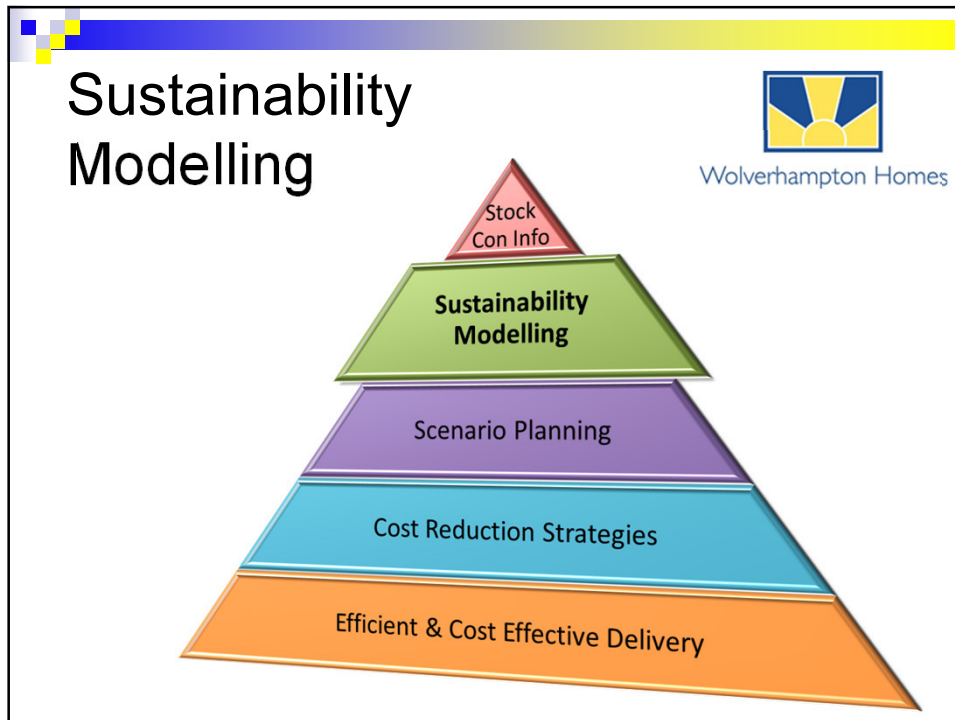 Sustainability
Modelling
Wolverhampton Homes
Stock
Con Info
Sustainability
Modelling
Scenario Planning
Cost Reduction Strategies
Efficient & Cost Effective Delivery